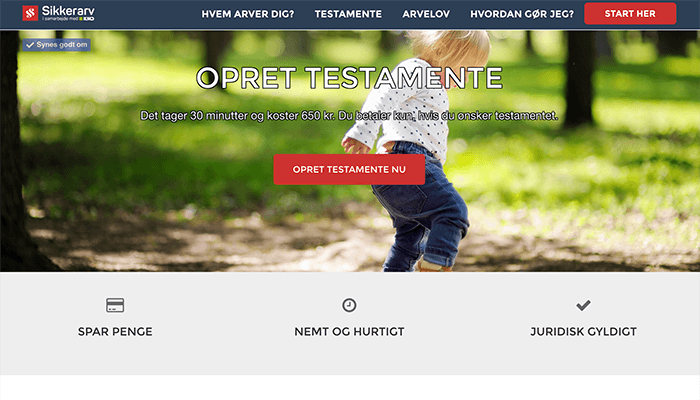 Sikkerarv
I samarbejde med
HVEM ARVER DIG?
TESTAMENTE
ARVELOV
HVORDAN GØR JEG?
START HER
Synes godt om
OPRET TESTAMENTE
Det tager 30 minutter og koster 650 kr. Du betaler kun, hvis du ønsker testamentet.
OPRET TESTAMENTE NU
SPAR PENGE
NEMT OG HURTIGT
JURIDISK GYLDIGT